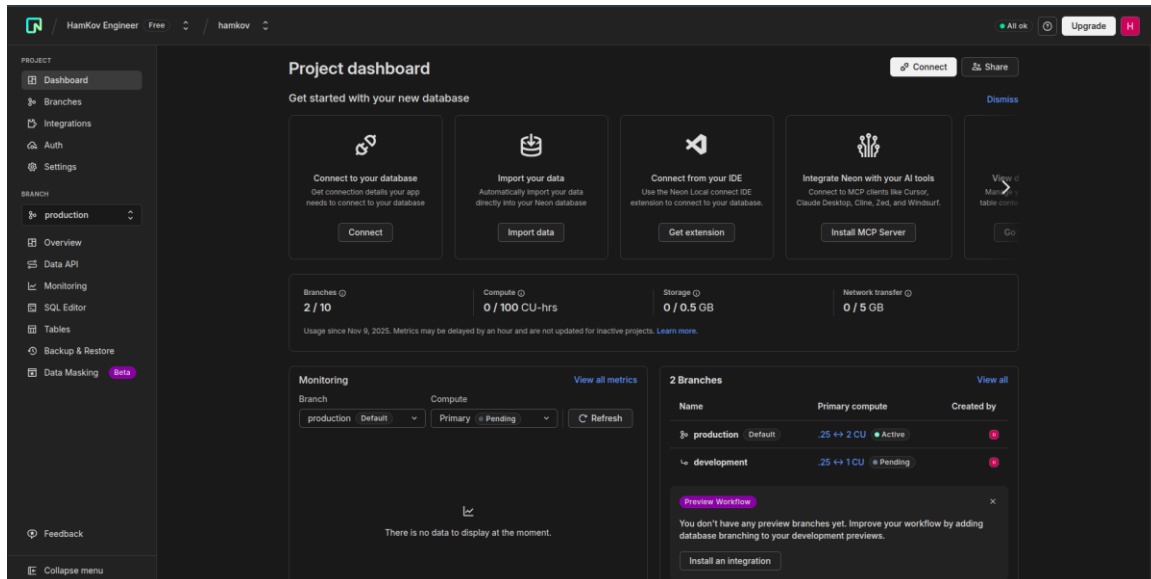 HamKov Engineer Free / hamkov
All ok
Upgrade
H
PROJECT
Dashboard
Branches
Integrations
Auth
Settings
BRANCH
production
Overview
Data API
Monitoring
SQL Editor
Tables
Backup & Restore
Data Masking Beta
Feedback
Collapse menu
Project dashboard
Connect
Share
Get started with your new database
Dismiss
Connect to your database
Get connection details your app
needs to connect to your database
Connect
Import your data
Automatically import your data
directly into your Neon database
Import data
Connect from your IDE
Use the Neon Local connect IDE
extension to connect to your database.
Get extension
Integrate Neon with your AI tools
Connect to MCP clients like Cursor,
Claude Desktop, Cline, Zed, and Windsurf.
Install MCP Server
View
table
Go
Branches
2 / 10
Compute
0 / 100 CU-hrs
Storage
0 / 0.5 GB
Network transfer
0 / 5 GB
Usage since Nov 9, 2025. Metrics may be delayed by an hour and are not updated for inactive projects. Learn more.
Monitoring
View all metrics
Branch
production Default
Compute
Primary Pending
Refresh
There is no data to display at the moment.
2 Branches
View all
Name Primary compute Created by
production Default .25 ↔ 2 CU Active H
development .25 ↔ 1 CU Pending H
Preview Workflow
You don't have any preview branches yet. Improve your workflow by adding
database branching to your development previews.
Install an integration